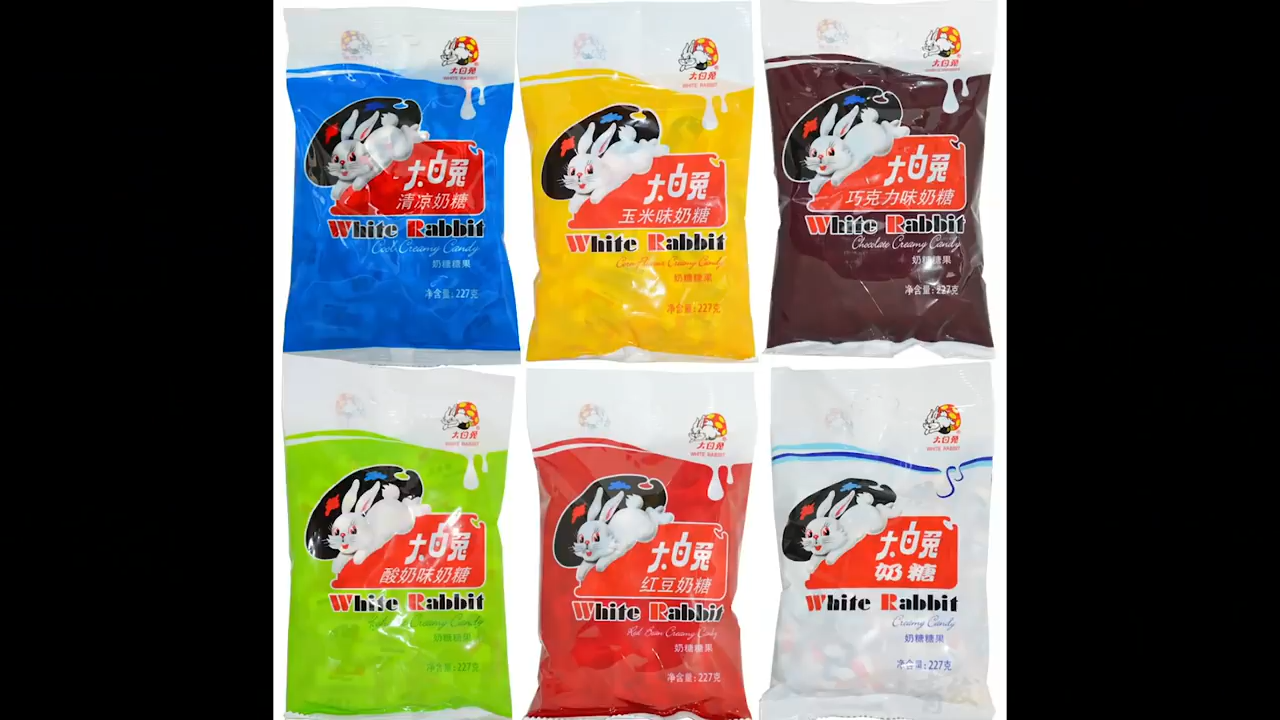 大白兔
WHITE RABBIT
大白兔
清凉奶糖
White Rabbit
Cool Creamy Candy
奶糖糖果
净含量:227克
大白兔
WHITE RABBIT
大白兔
玉米味奶糖
White Rabbit
Corn Flavour Creamy Candy
奶糖糖果
净含量:227克
大白兔
WHITE RABBIT
大白兔
巧克力味奶糖
White Rabbit
Chocolate Creamy Candy
奶糖糖果
净含量:227克
大白兔
WHITE RABBIT
大白兔
酸奶味奶糖
White Rabbit
Creamy Candy
奶糖糖果
净含量:227克
大白兔
WHITE RABBIT
大白兔
红豆奶糖
White Rabbit
Red Bean Creamy Candy
奶糖糖果
净含量:227克
大白兔
WHITE RABBIT
大白兔
奶糖
White Rabbit
Creamy Candy
奶糖糖果
净含量:227克